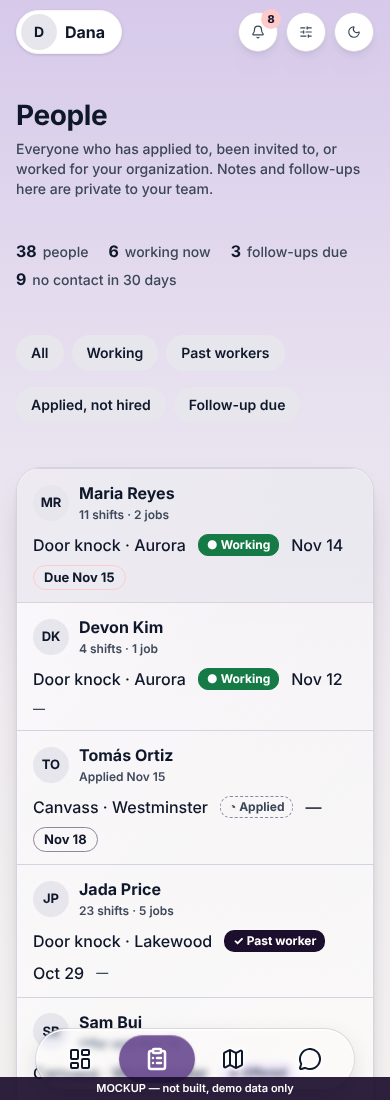 D Dana 8
People
Everyone who has applied to, been invited to, or
worked for your organization. Notes and follow-ups
here are private to your team.
38 people 6 working now 3 follow-ups due
9 no contact in 30 days
All Working Past workers
Applied, not hired Follow-up due
MR Maria Reyes
11 shifts · 2 jobs
Door knock · Aurora Working Nov 14
Due Nov 15
DK Devon Kim
4 shifts · 1 job
Door knock · Aurora Working Nov 12
—
TO Tomás Ortiz
Applied Nov 15
Canvass · Westminster Applied —
Nov 18
JP Jada Price
23 shifts · 5 jobs
Door knock · Lakewood ✓ Past worker
Oct 29 —
Sam Bui
MOCKUP — not built, demo data only